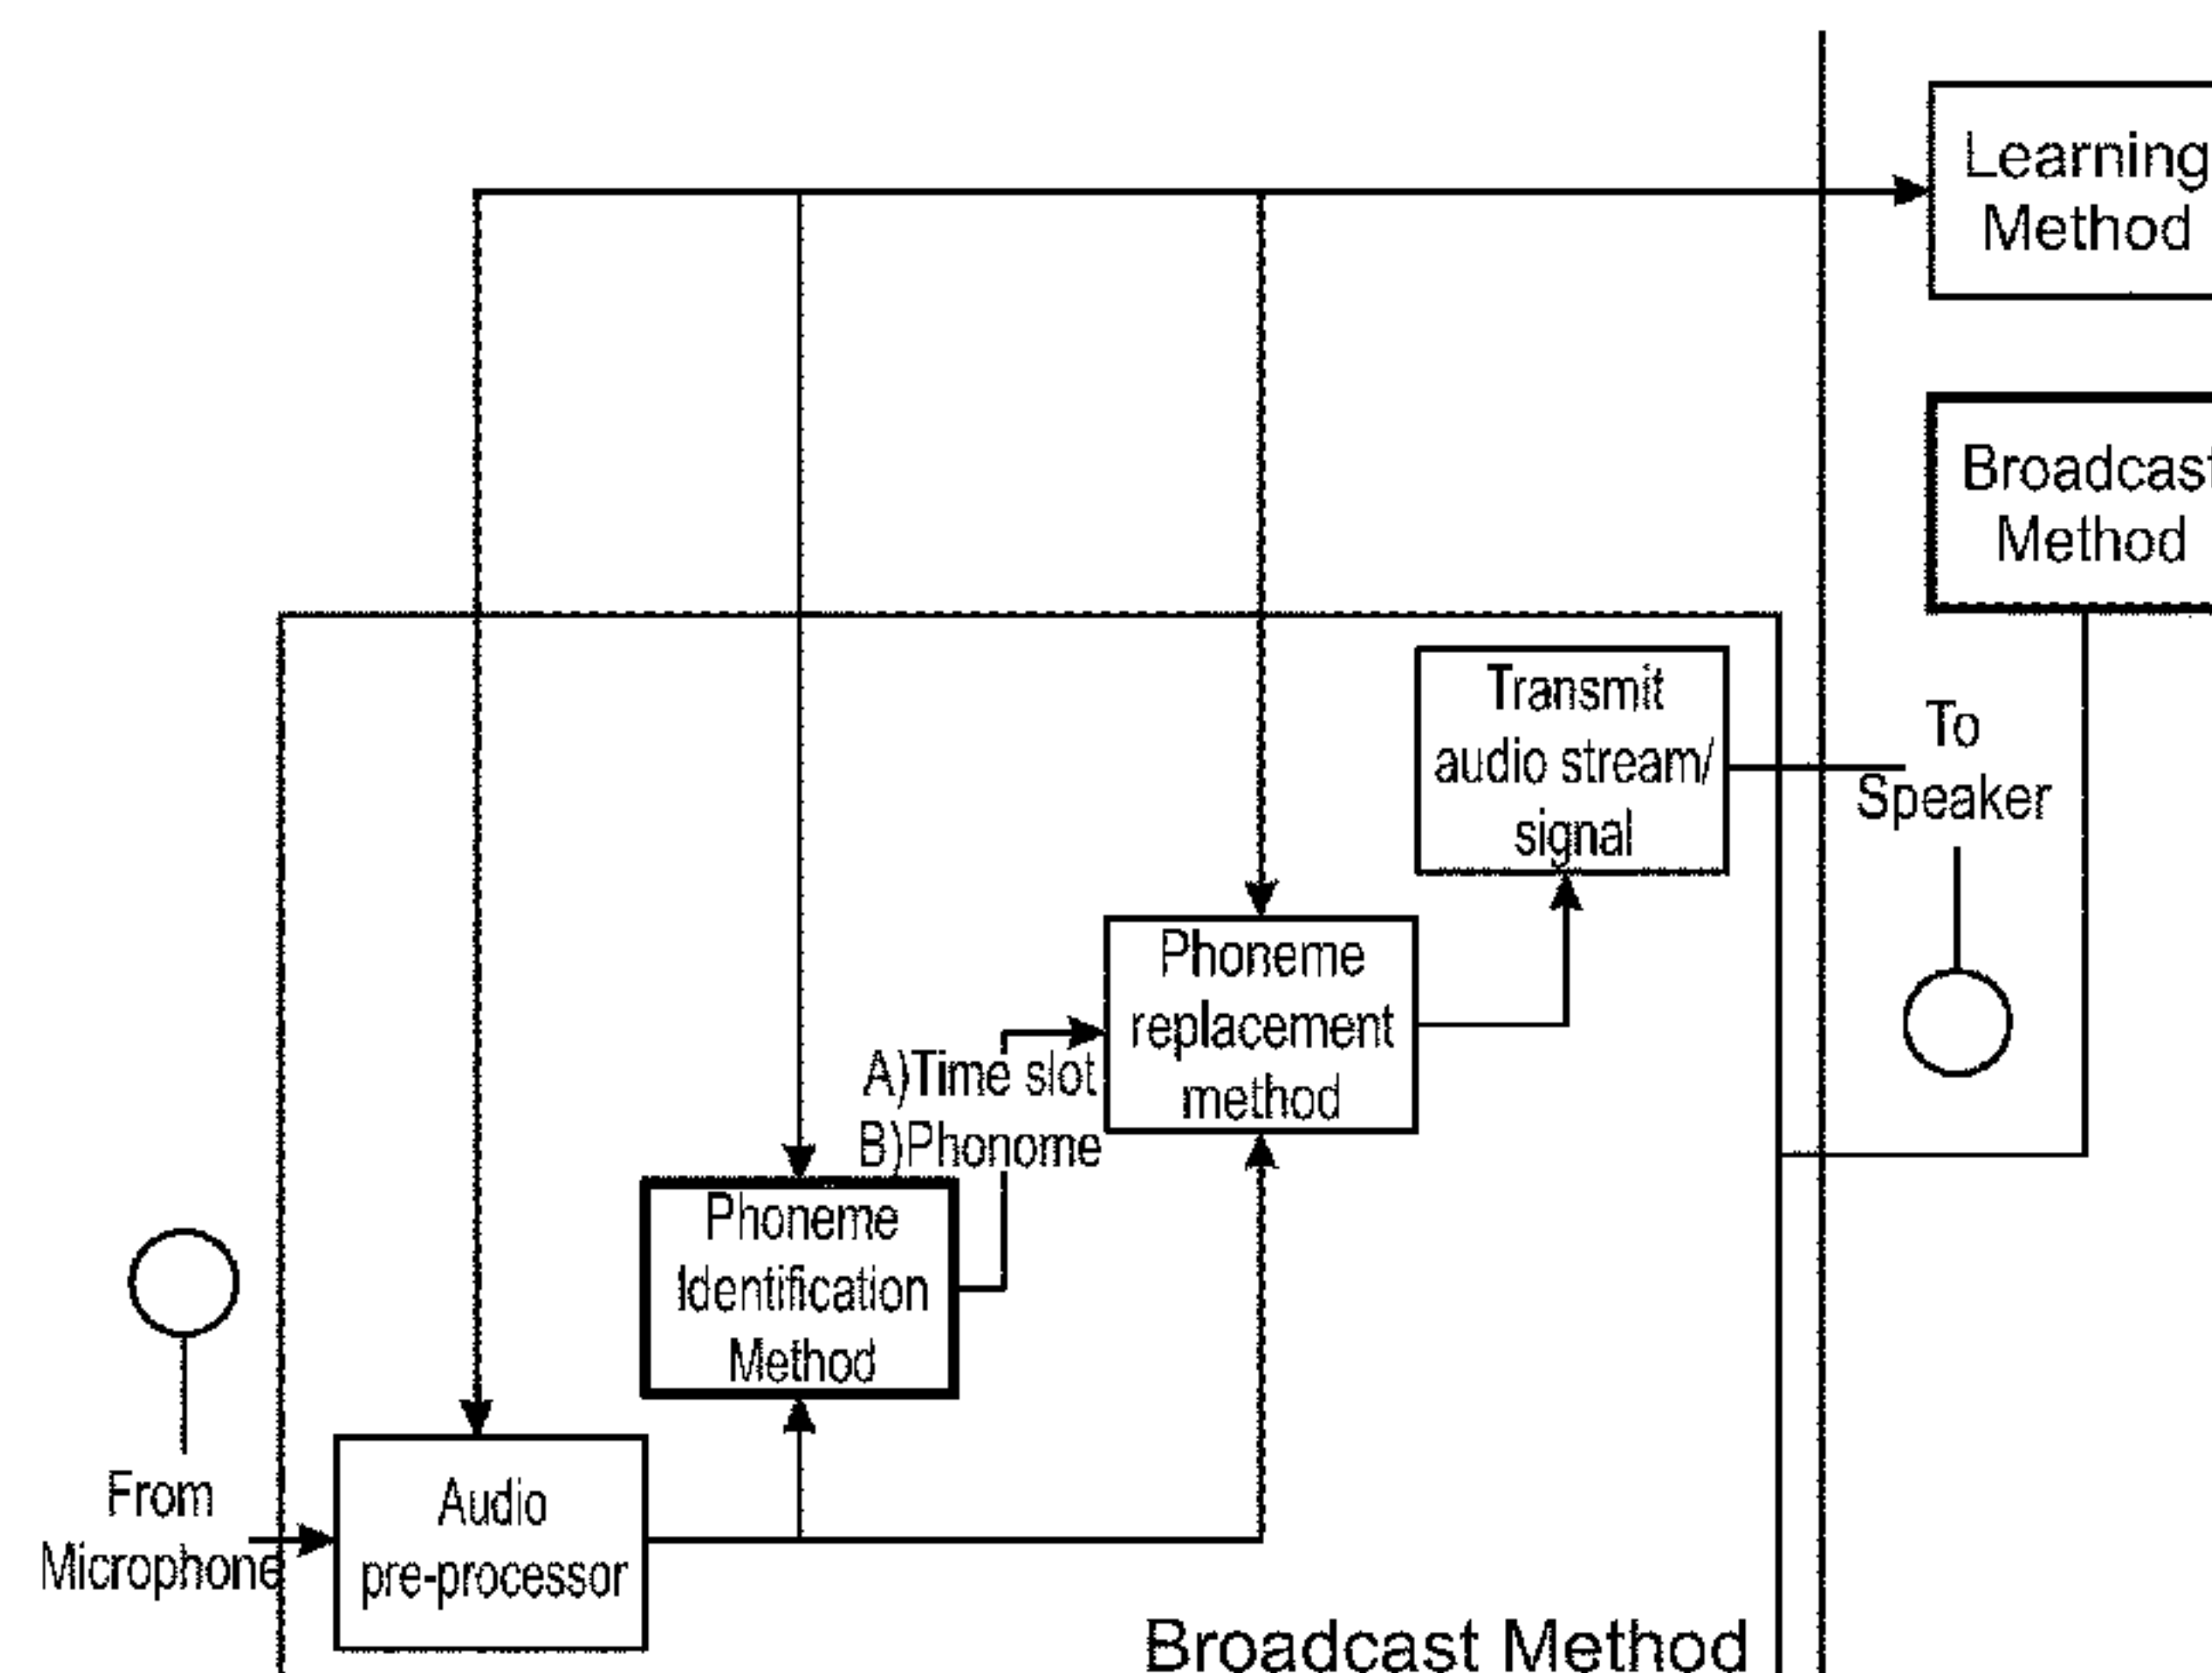 Learning
Method
Broadcast
Method
Transmit
audio stream/
signal
To
Speaker
Phoneme
replacement
method
A)Time slot
B)Phonome
Phoneme
Identification
Method
From
Microphone
Audio
pre-processor
Broadcast Method